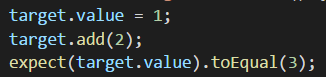 target.value = 1;
target.add(2);
expect(target.value).toEqual(3);